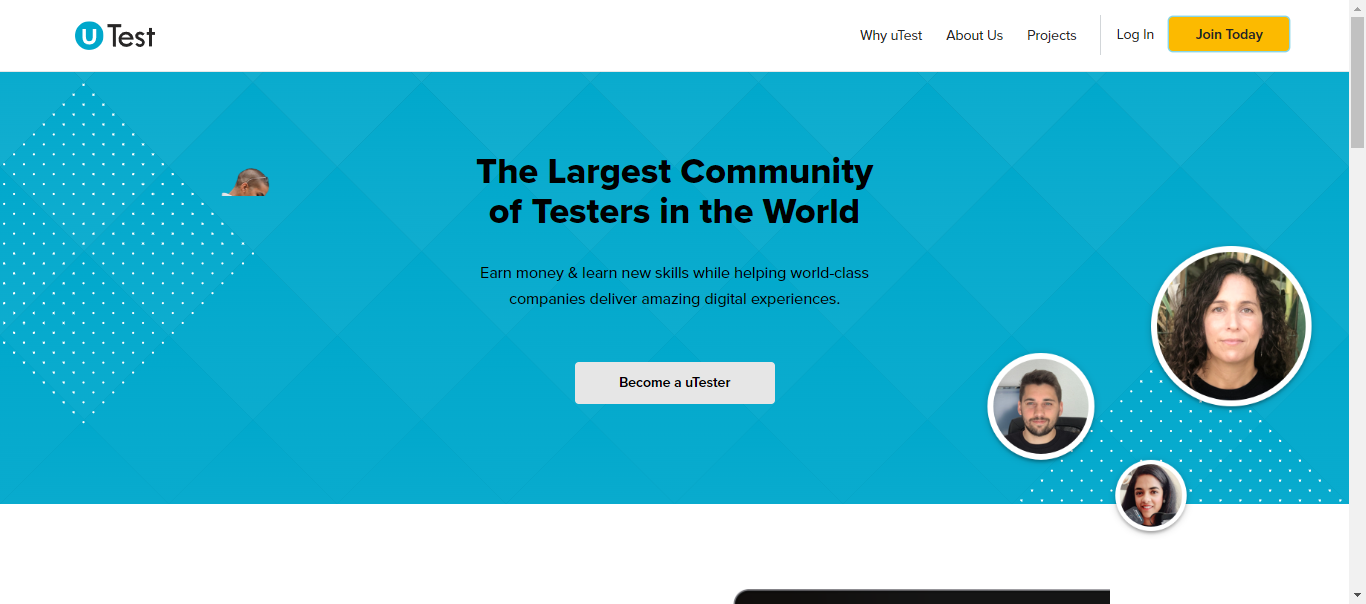 uTest
Why uTest
About Us
Projects
Log In
Join Today
The Largest Community
of Testers in the World
Earn money & learn new skills while helping world-class
companies deliver amazing digital experiences.
Become a uTester